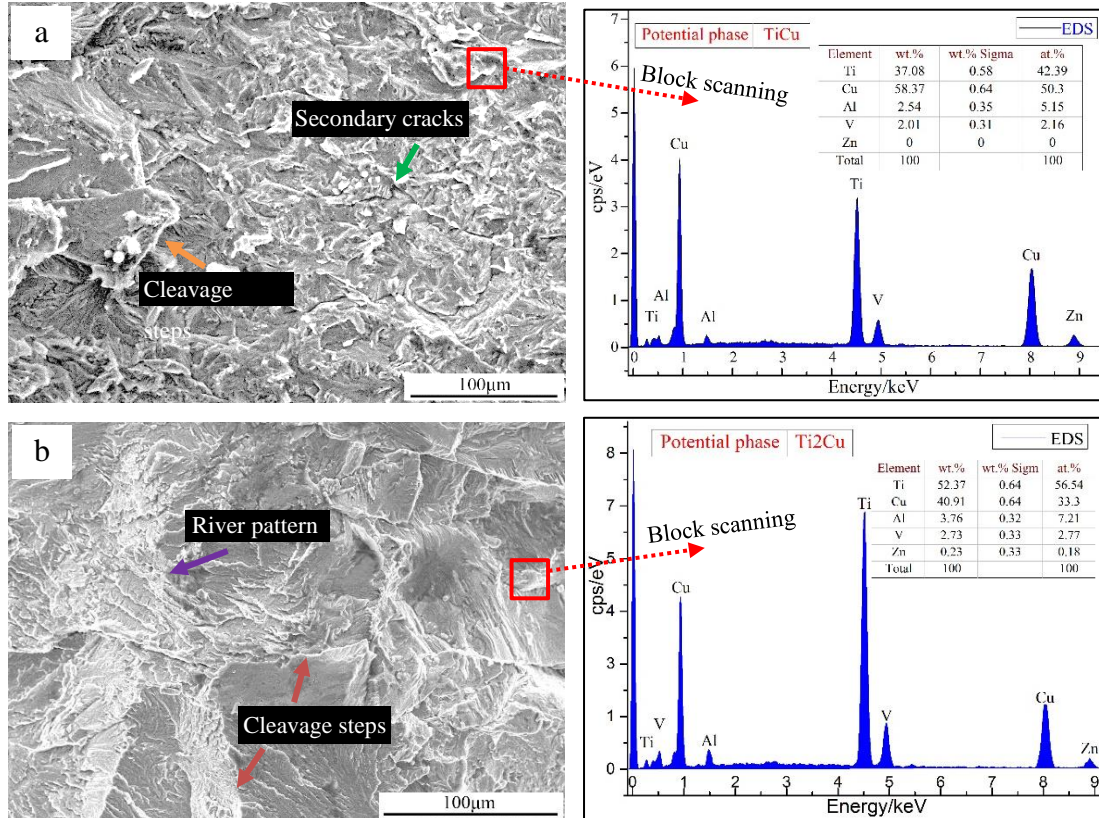 a
Secondary cracks
Cleavage
steps
100μm
Block scanning
Potential phase TiCu
EDS
Element wt.% wt.% Sigma at.%
Ti 37.08 0.58 42.39
Cu 58.37 0.64 50.3
Al 2.54 0.35 5.15
V 2.01 0.31 2.16
Zn 0 0 0
Total 100 100
7
6
5
4
3
2
1
0
cps/eV
Cu
Ti
Cu
Al
Ti
Al
V
Zn
0 1 2 3 4 5 6 7 8 9
Energy/keV
b
River pattern
Cleavage steps
100μm
Block scanning
Potential phase Ti2Cu
EDS
Element wt.% wt.% Sigm at.%
Ti 52.37 0.64 56.54
Cu 40.91 0.64 33.3
Al 3.76 0.32 7.21
V 2.73 0.33 2.77
Zn 0.23 0.33 0.18
Total 100 100
8
7
5
4
3
1
0
cps/eV
Ti
Cu
Cu
V
V
Ti
Al
Zn
0 1 2 3 4 5 6 7 8 9
Energy/keV